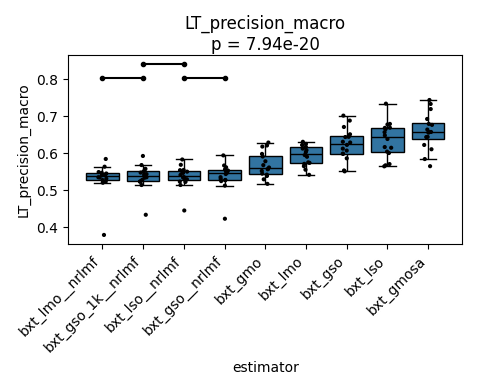 LT_precision_macro
p = 7.94e-20
LT_precision_macro
0.8
0.7
0.6
0.5
0.4
bxt_lmo__nrlmf
bxt_gso_1k__nrlmf
bxt_lso__nrlmf
bxt_gso__nrlmf
bxt_gmo
bxt_lmo
bxt_gso
bxt_lso
bxt_gmosa
estimator